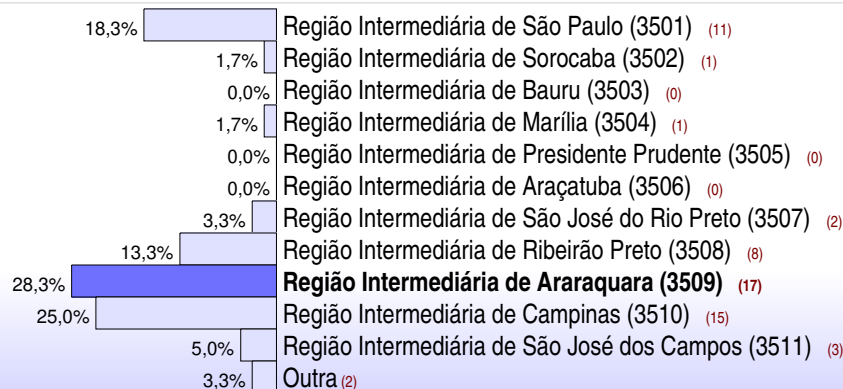 18,3% Região Intermediária de São Paulo (3501) (11)
1,7% Região Intermediária de Sorocaba (3502) (1)
0,0% Região Intermediária de Bauru (3503) (0)
1,7% Região Intermediária de Marília (3504) (1)
0,0% Região Intermediária de Presidente Prudente (3505) (0)
0,0% Região Intermediária de Araçatuba (3506) (0)
3,3% Região Intermediária de São José do Rio Preto (3507) (2)
13,3% Região Intermediária de Ribeirão Preto (3508) (8)
28,3% Região Intermediária de Araraquara (3509) (17)
25,0% Região Intermediária de Campinas (3510) (15)
5,0% Região Intermediária de São José dos Campos (3511) (3)
3,3% Outra (2)